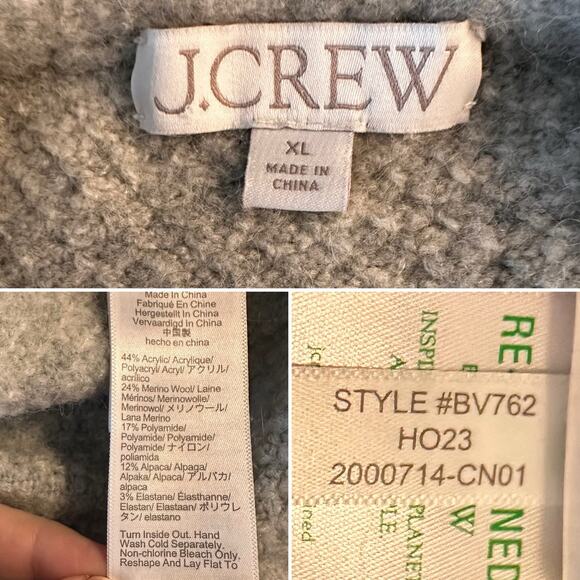 J.CREW
XL
MADE IN
CHINA
Made In China
Fabriqué En Chine
Hergestellt In China
Vervaardigd in China
中国製
hecho en china
44% Acrylic/ Acrylique/
Polyacryl/ Acryl/ アクリル/
acrílico
24% Merino Wool/ Laine
Mérinos/ Merinowolle/
Merinowol/ メリノウール/
Lana Merino
17% Polyamide/
Polyamide/ Polyamide/
Polyamide/ ナイロン/
poliamida
12% Alpaca/ Alpaga/
Alpaka/ Alpaca/ アルパカ/
alpaca
3% Elastane/ Élasthanne/
Elastan/ Elastaan/ ポリウレ
タン/ elastano
Turn Inside Out. Hand
Wash Cold Separately.
Non-chlorine Bleach Only.
Reshape And Lay Flat To
RE
INSPI
STYLE #BV762
HO23
2000714-CN01
NED
W
PLANET